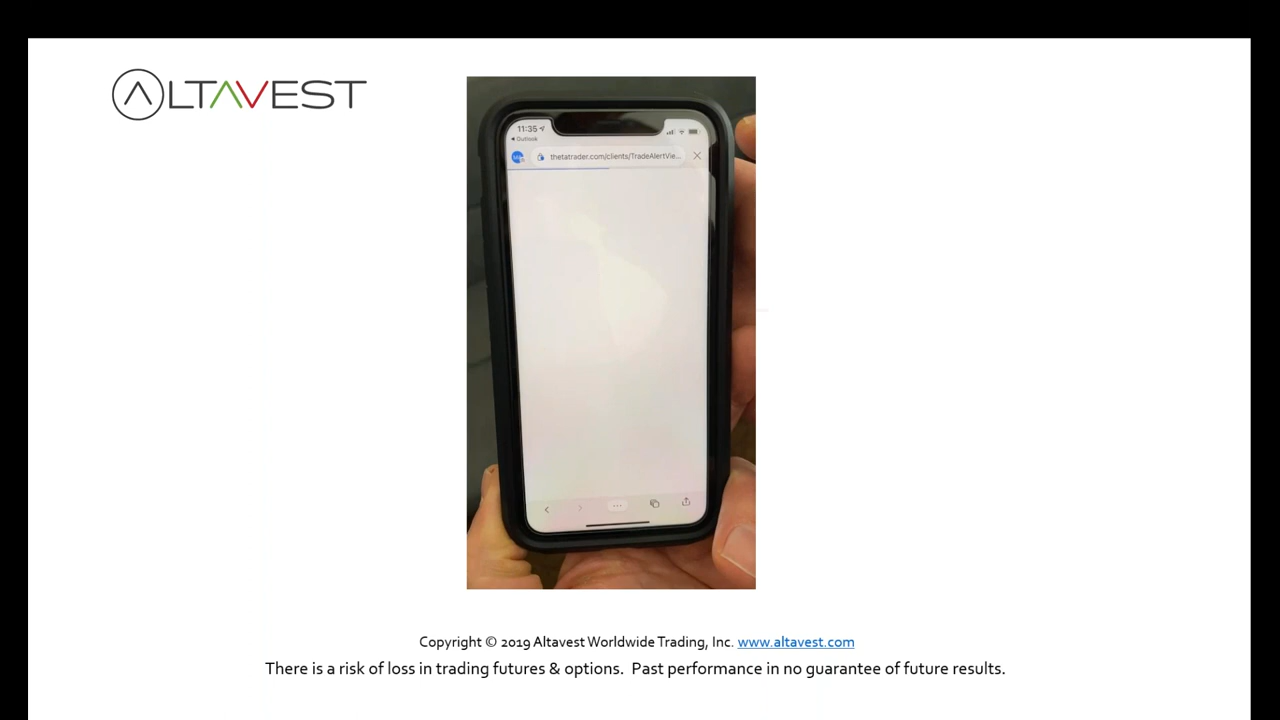 ALTAVEST
11:35
Outlook
thetatrader.com/clients/TradeAlertVie...
Copyright © 2019 Altavest Worldwide Trading, Inc. www.altavest.com
There is a risk of loss in trading futures & options.  Past performance in no guarantee of future results.